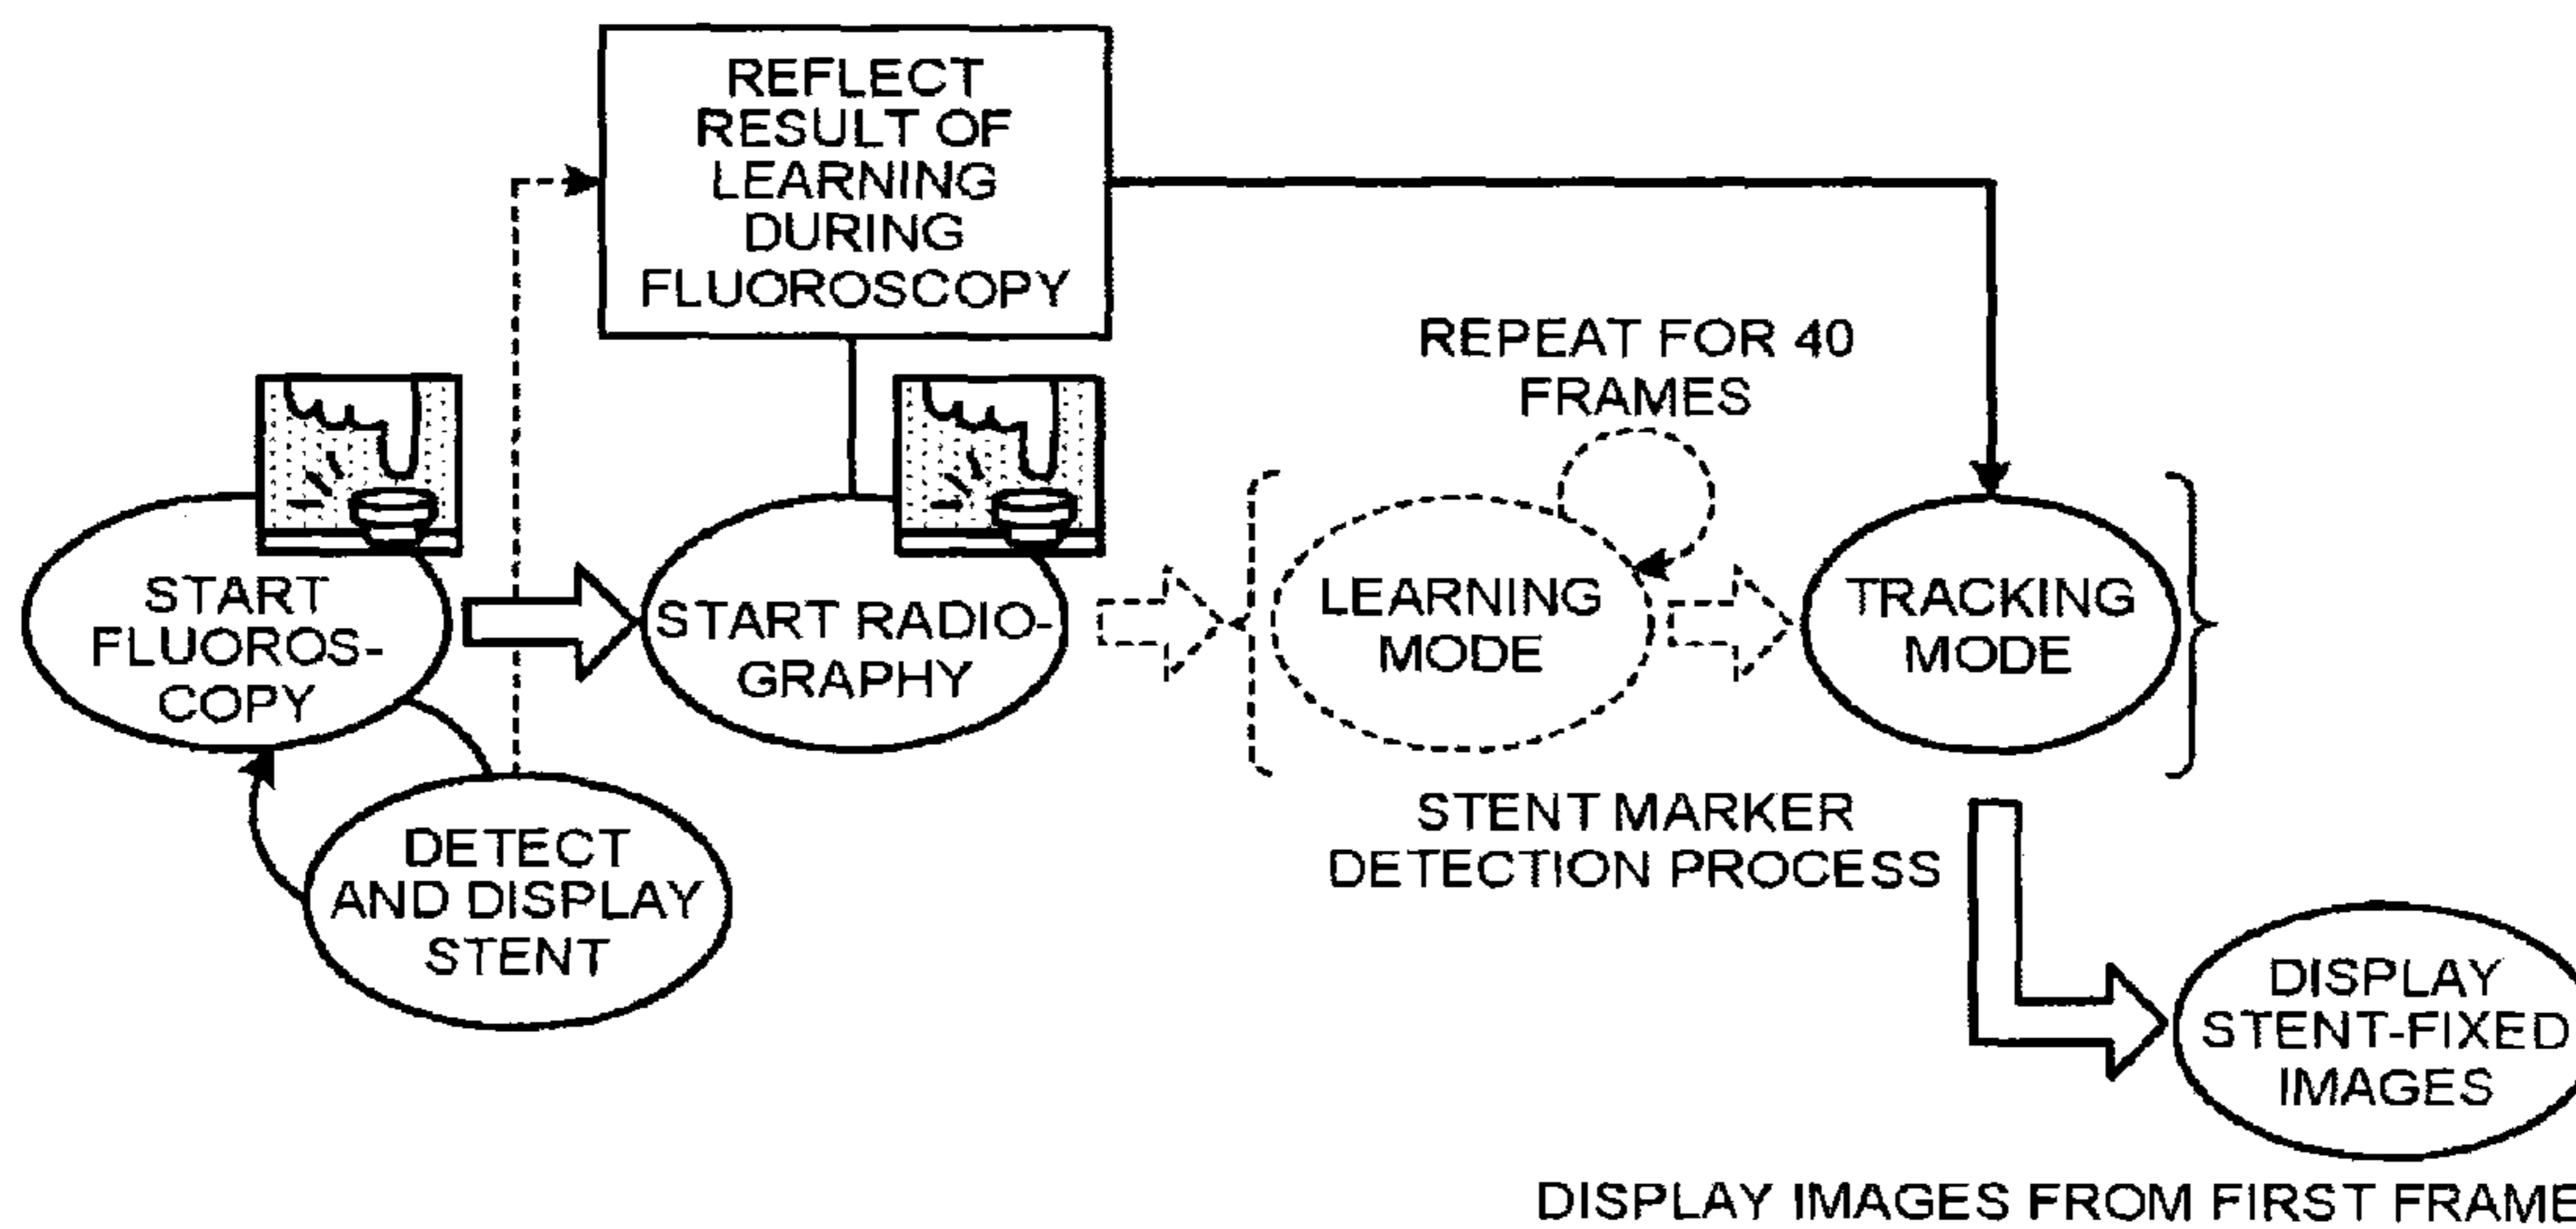 REFLECT
RESULT OF
LEARNING
DURING
FLUOROSCOPY
REPEAT FOR 40
FRAMES
START
FLUOROS-
COPY
START RADIO-
GRAPHY
LEARNING
MODE
TRACKING
MODE
DETECT
AND DISPLAY
STENT
STENT MARKER
DETECTION PROCESS
DISPLAY
STENT-FIXED
IMAGES
DISPLAY IMAGES FROM FIRST FRAME